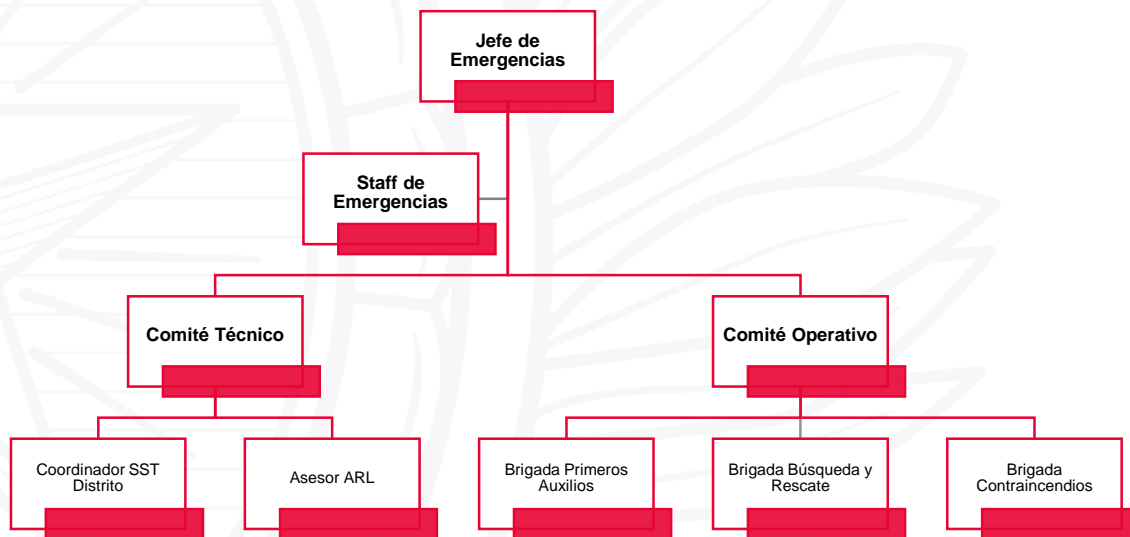 Jefe de
Emergencias
Staff de
Emergencias
Comité Técnico
Comité Operativo
Coordinador SST
Distrito
Asesor ARL
Brigada Primeros
Auxilios
Brigada Búsqueda y
Rescate
Brigada
Contraincendios